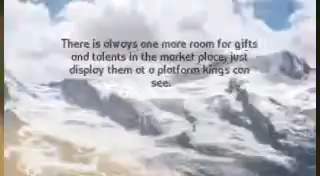 There is always one more room for gifts
and talents in the market place, just
display them at a platform kings can
see.